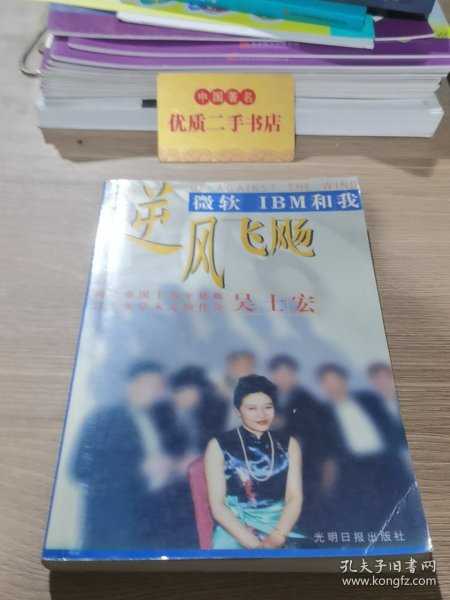 中国著名
优质二手书店
UP AGAINST THE WIND
微软 IBM和我
逆风飞飏
吴士宏
光明日报出版社
孔夫子旧书网
www.kongfz.com